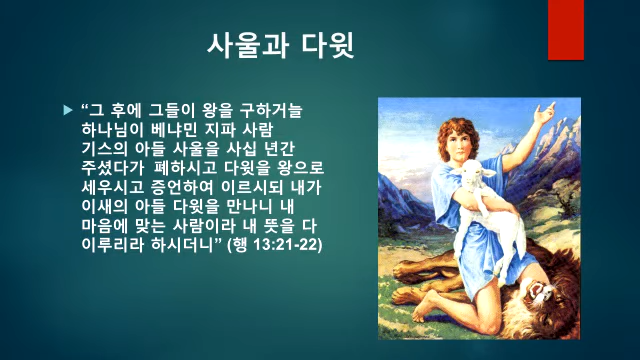 사울과 다윗
“그 후에 그들이 왕을 구하거늘
하나님이 베냐민 지파 사람
기스의 아들 사울을 사십 년간
주셨다가 폐하시고 다윗을 왕으로
세우시고 증언하여 이르시되 내가
이새의 아들 다윗을 만나니 내
마음에 맞는 사람이라 내 뜻을 다
이루리라 하시더니” (행 13:21-22)